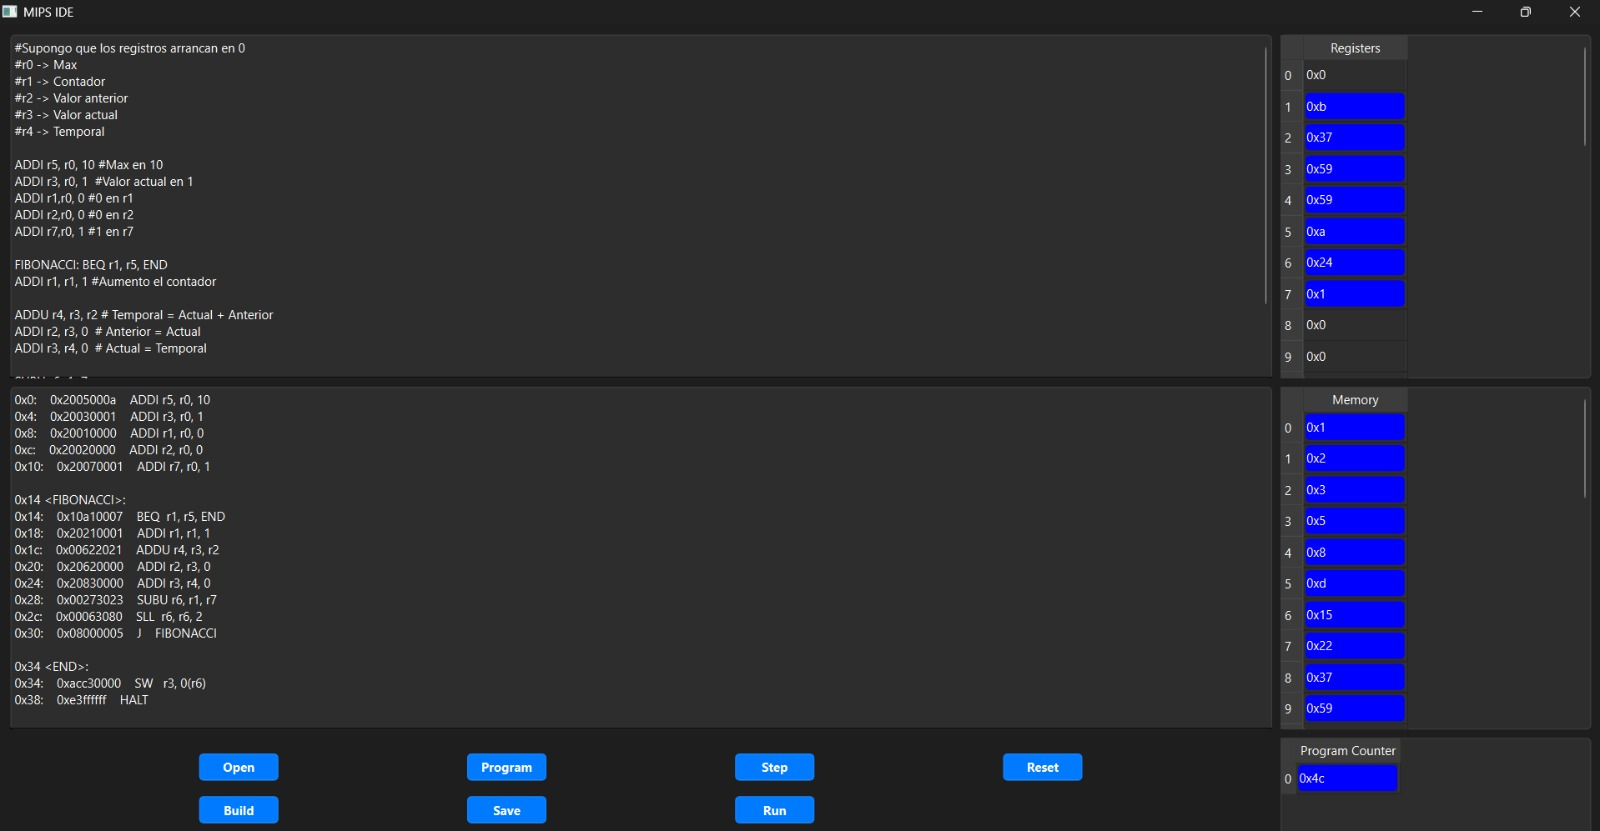 MIPS IDE
#Supongo que los registros arrancan en 0
#r0 -> Max
#r1 -> Contador
#r2 -> Valor anterior
#r3 -> Valor actual
#r4 -> Temporal
ADDI r5, r0, 10 #Max en 10
ADDI r3, r0, 1  #Valor actual en 1
ADDI r1,r0, 0 #0 en r1
ADDI r2,r0, 0 #0 en r2
ADDI r7,r0, 1 #1 en r7
FIBONACCI: BEQ r1, r5, END
ADDI r1, r1, 1 #Aumento el contador
ADDU r4, r3, r2 # Temporal = Actual + Anterior
ADDI r2, r3, 0  # Anterior = Actual
ADDI r3, r4, 0  # Actual = Temporal
0x0:   0x2005000a   ADDI r5, r0, 10
0x4:   0x20030001   ADDI r3, r0, 1
0x8:   0x20010000   ADDI r1, r0, 0
0xc:   0x20020000   ADDI r2, r0, 0
0x10:   0x20070001   ADDI r7, r0, 1
0x14 <FIBONACCI>:
0x14:   0x10a10007   BEQ  r1, r5, END
0x18:   0x20210001   ADDI r1, r1, 1
0x1c:   0x00622021   ADDU r4, r3, r2
0x20:   0x20620000   ADDI r2, r3, 0
0x24:   0x20830000   ADDI r3, r4, 0
0x28:   0x00273023   SUBU r6, r1, r7
0x2c:   0x00063080   SLL  r6, r6, 2
0x30:   0x08000005   J    FIBONACCI
0x34 <END>:
0x34:   0xacc30000   SW   r3, 0(r6)
0x38:   0xe3ffffff   HALT
Open
Program
Step
Reset
Build
Save
Run
Registers
0 0x0
1 0xb
2 0x37
3 0x59
4 0x59
5 0xa
6 0x24
7 0x1
8 0x0
9 0x0
Memory
0 0x1
1 0x2
2 0x3
3 0x5
4 0x8
5 0xd
6 0x15
7 0x22
8 0x37
9 0x59
Program Counter
0 0x4c